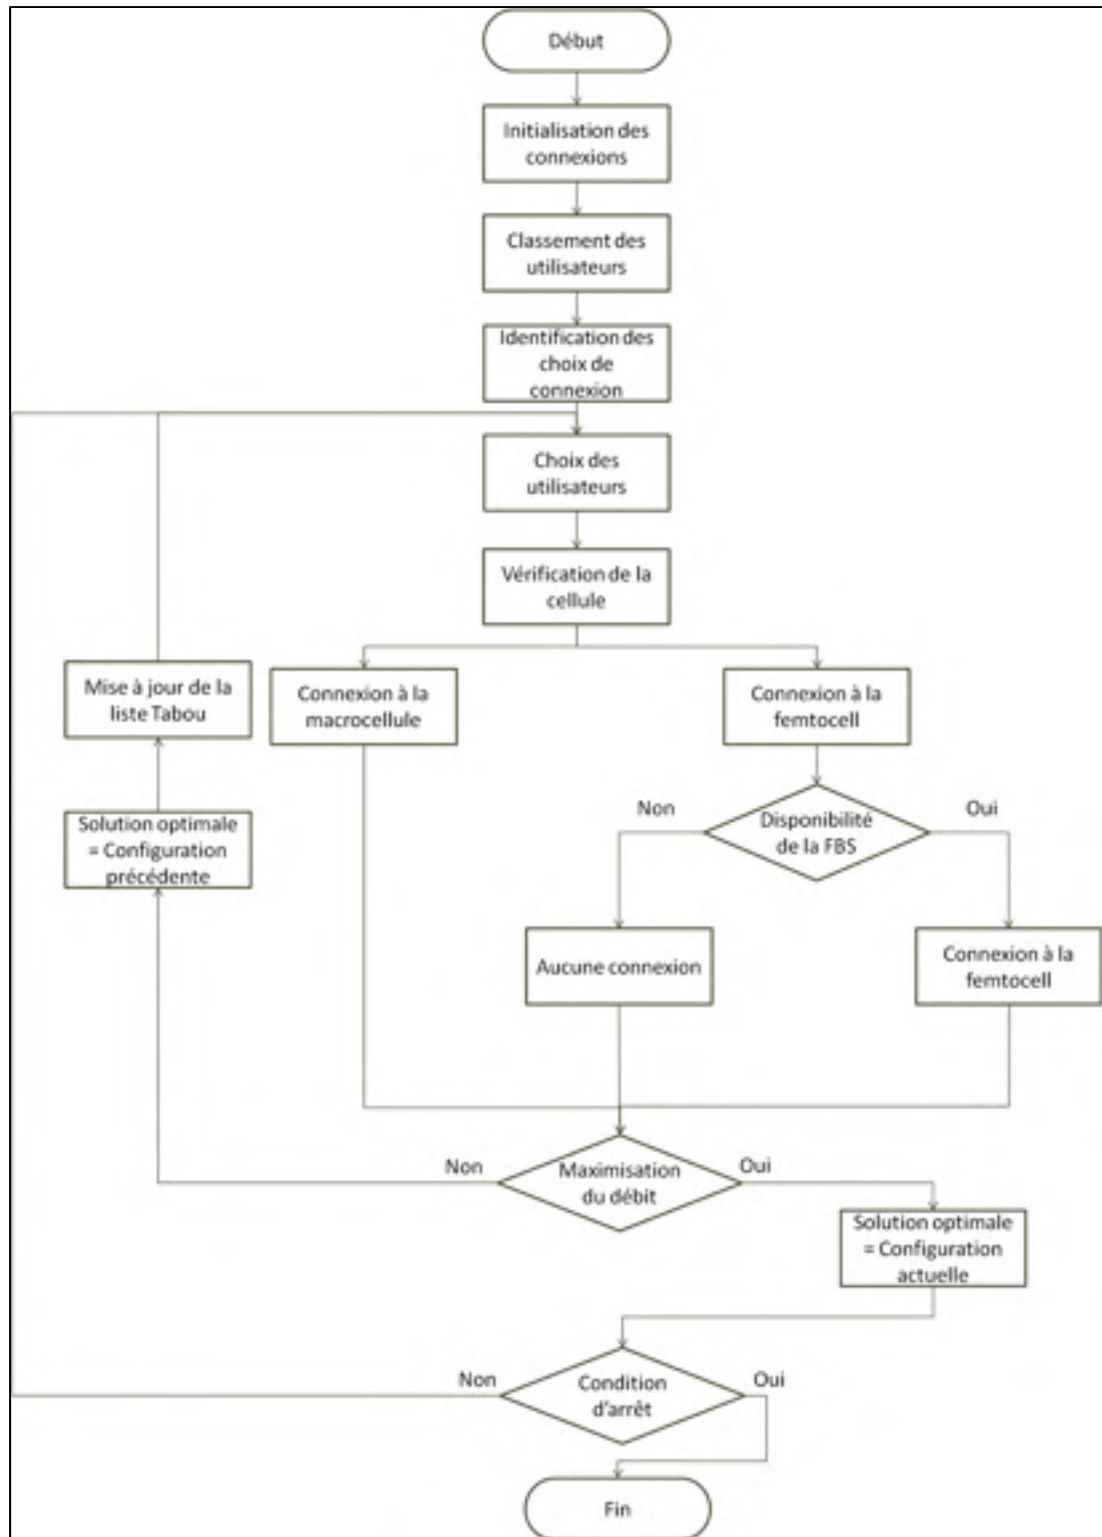 Début
Initialisation des
connexions
Classement des
utilisateurs
Identification des
choix de
connexion
Choix des
utilisateurs
Vérification de la
cellule
Mise à jour de la
liste Tabou
Connexion à la
macrocellule
Connexion à la
femtocell
Solution optimale
= Configuration
précédente
Non
Disponibilité
de la FBS
Oui
Aucune connexion
Connexion à la
femtocell
Non
Maximisation
du débit
Oui
Solution optimale
= Configuration
actuelle
Non
Condition
d'arrêt
Oui
Fin